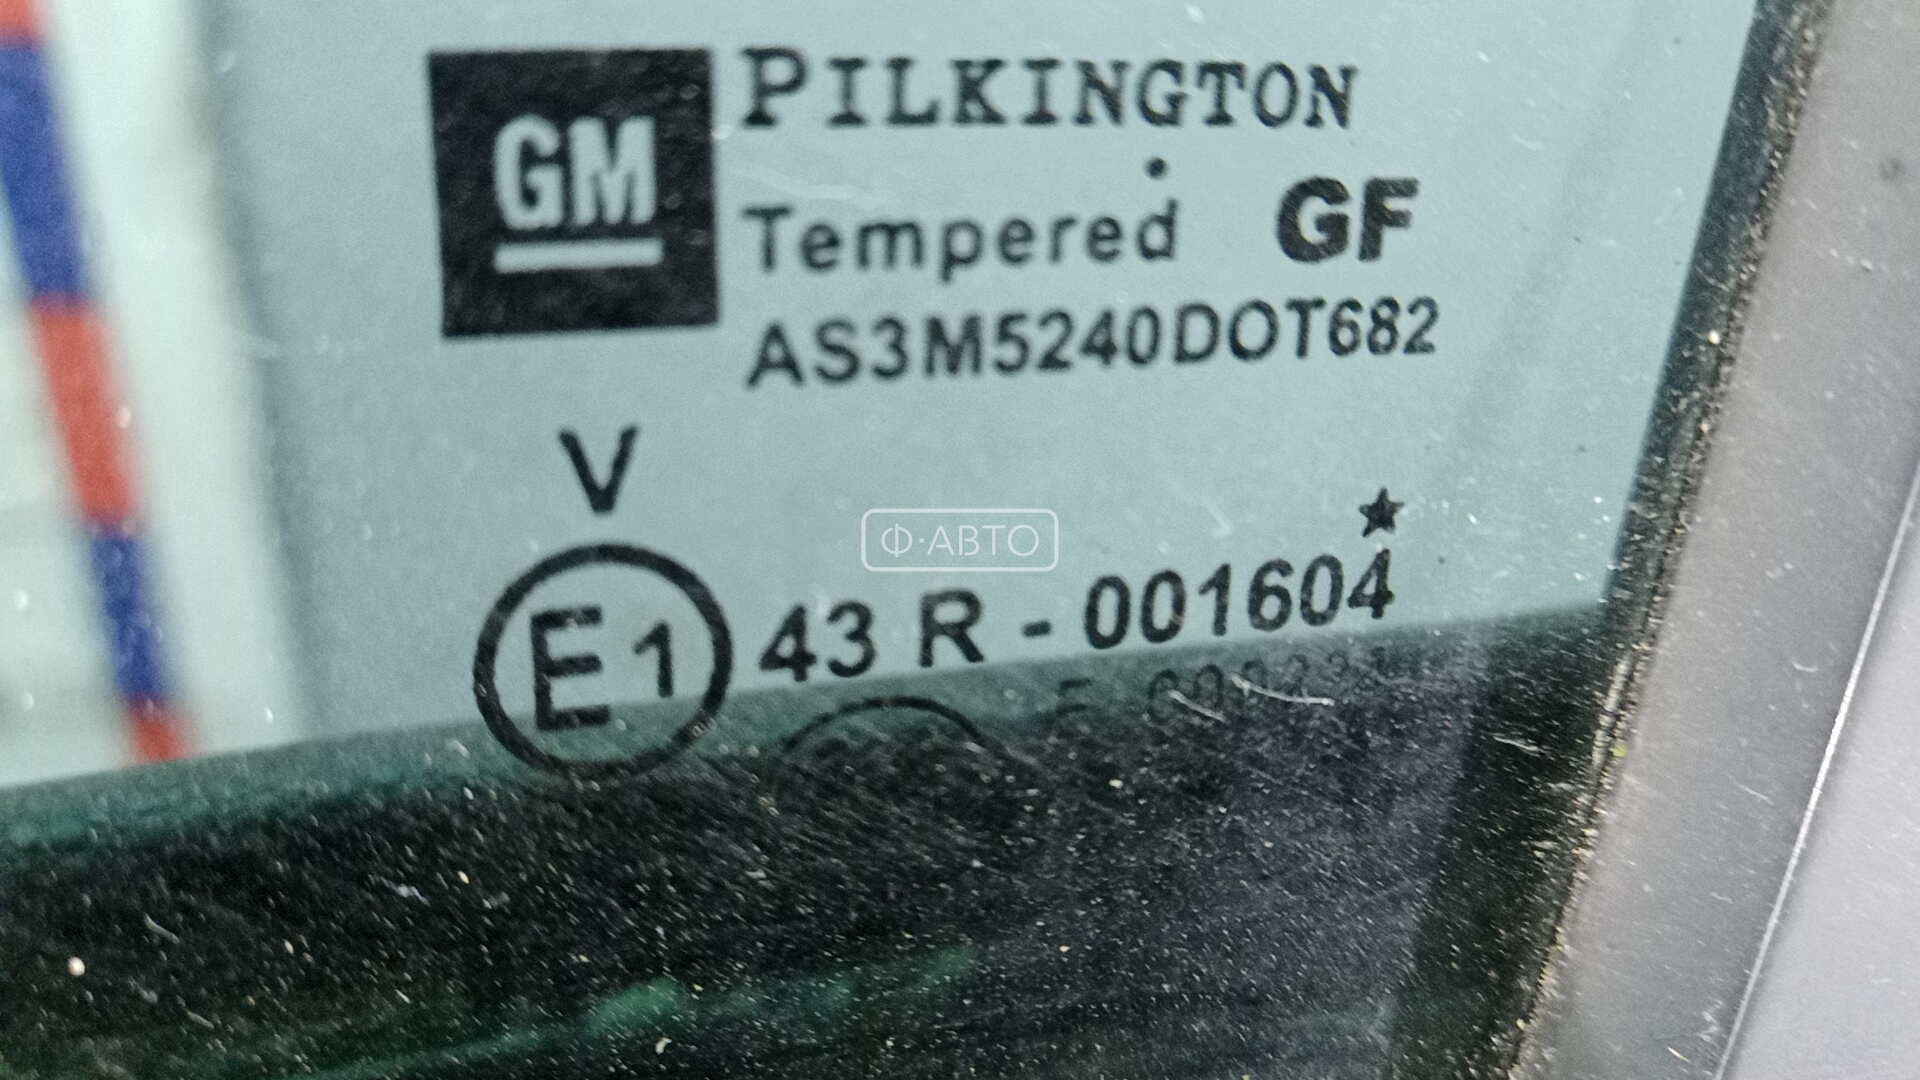 GM
PILKINGTON
Tempered GF
AS3M5240DOT682
V
E1 43 R - 001604
Ф·АВТО